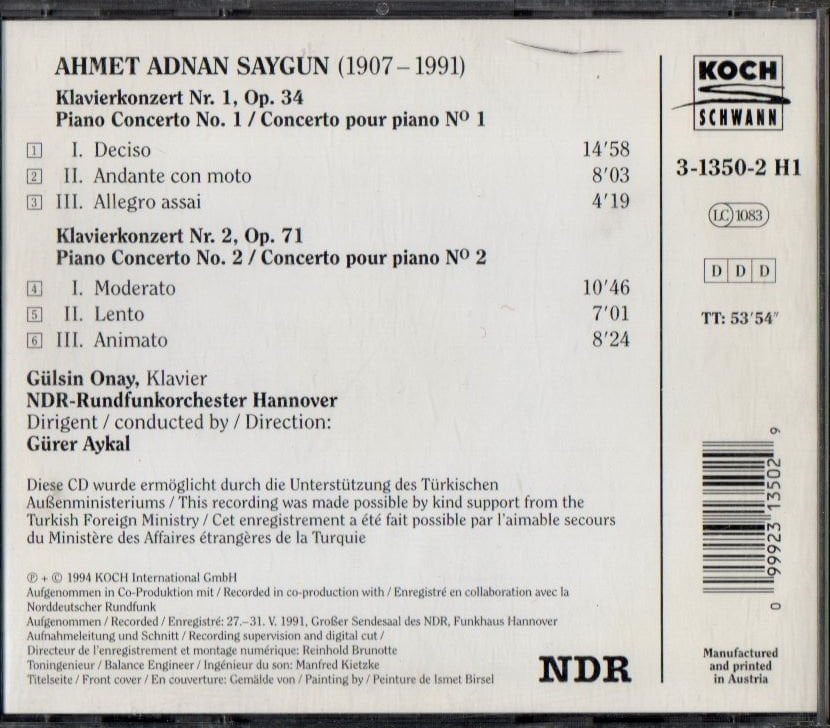 AHMET ADNAN SAYGUN (1907–1991)
Klavierkonzert Nr. 1, Op. 34
Piano Concerto No. 1 / Concerto pour piano Nº 1
1 I. Deciso 14'58
2 II. Andante con moto 8'03
3 III. Allegro assai 4'19
Klavierkonzert Nr. 2, Op. 71
Piano Concerto No. 2 / Concerto pour piano Nº 2
4 I. Moderato 10'46
5 II. Lento 7'01
6 III. Animato 8'24
Gülsin Onay, Klavier
NDR-Rundfunkorchester Hannover
Dirigent / conducted by / Direction:
Gürer Aykal
Diese CD wurde ermöglicht durch die Unterstützung des Türkischen
Außenministeriums / This recording was made possible by kind support from the
Turkish Foreign Ministry / Cet enregistrement a été fait possible par l'aimable secours
du Ministère des Affaires étrangères de la Turquie
℗ + © 1994 KOCH International GmbH
Aufgenommen in Co-Produktion mit / Recorded in co-production with / Enregistré en collaboration avec la
Norddeutscher Rundfunk
Aufgenommen / Recorded / Enregistré: 27.–31. V. 1991, Großer Sendesaal des NDR, Funkhaus Hannover
Aufnahmeleitung und Schnitt / Recording supervision and digital cut /
Directeur de l'enregistrement et montage numérique: Reinhold Brunotte
Toningenieur / Balance Engineer / Ingénieur du son: Manfred Kietzke
Titelseite / Front cover / En couverture: Gemälde von / Painting by / Peinture de Ismet Birsel
NDR
KOCH
SCHWANN
3-1350-2 H1
LC 1083
D D D
TT: 53'54"
0 99923 13502 9
Manufactured
and printed
in Austria